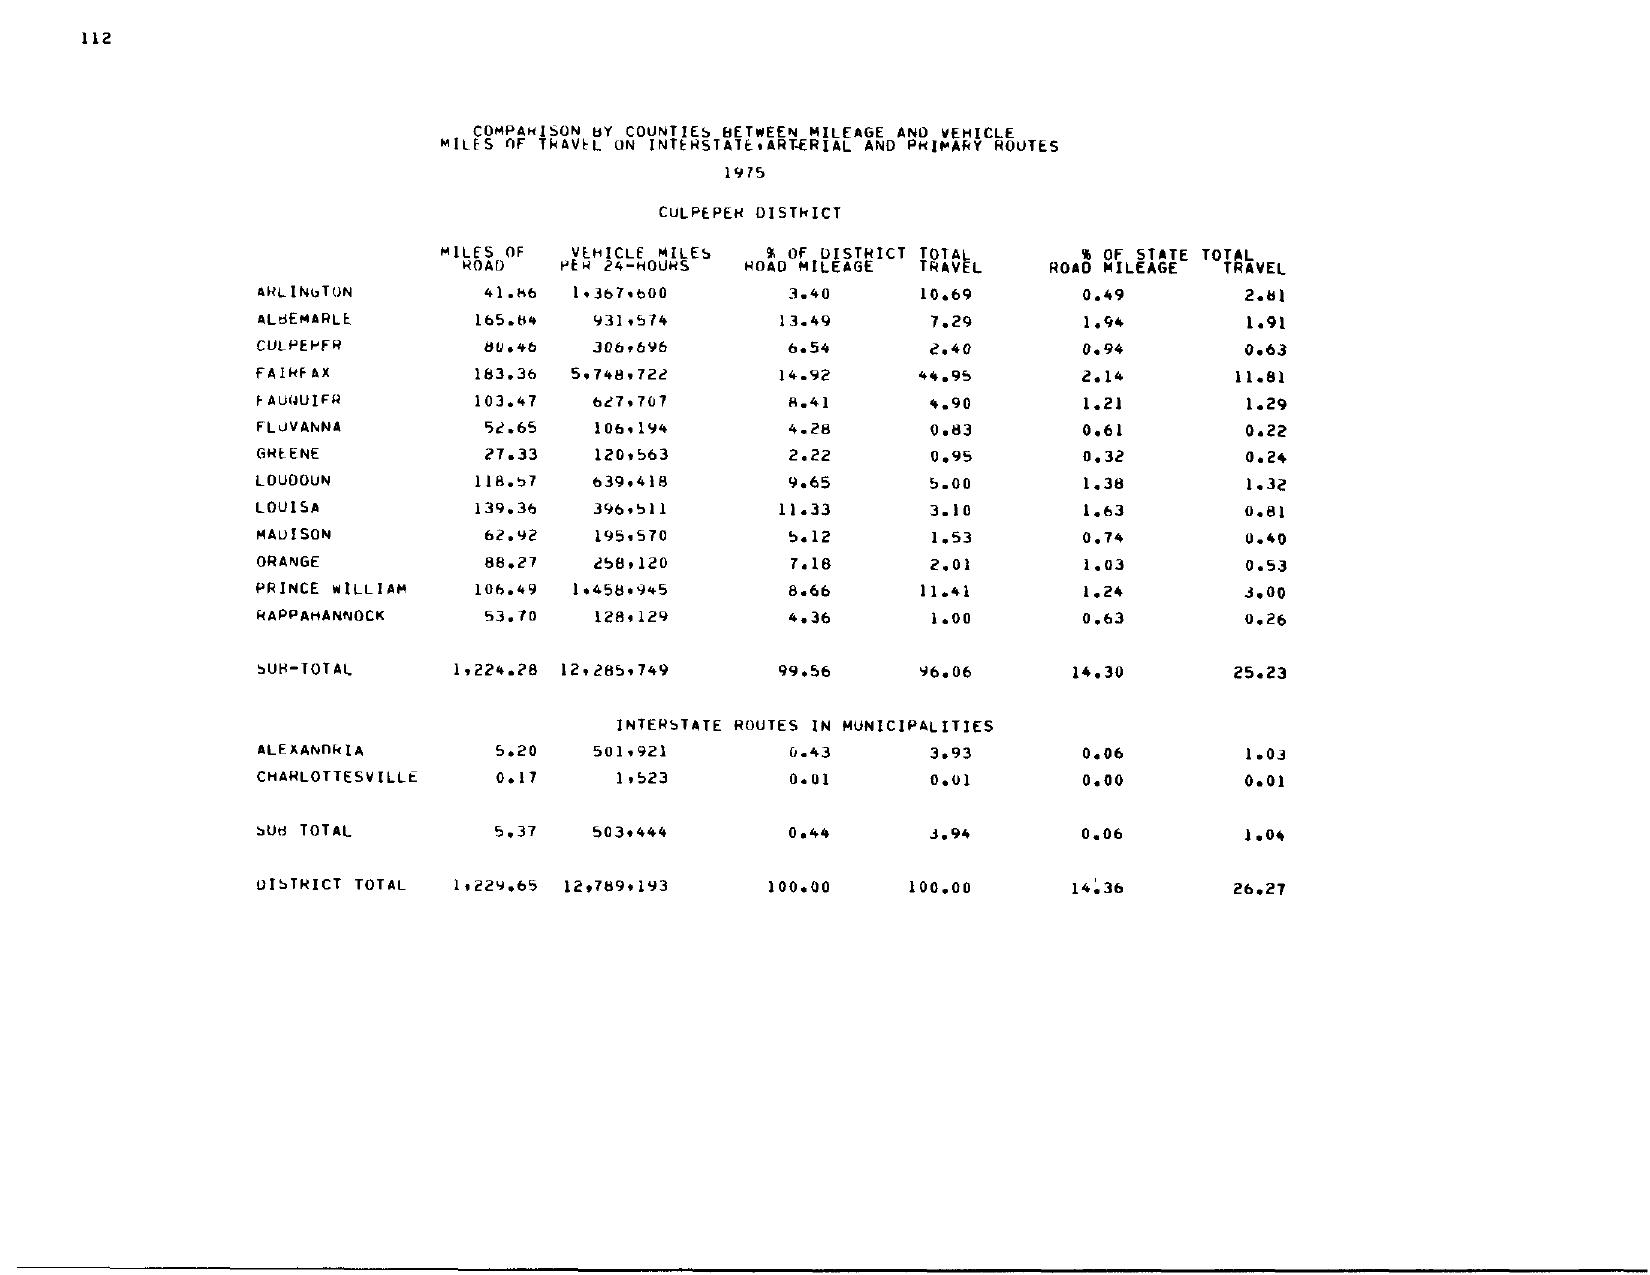 112
COMPARISON BY COUNTIES BETWEEN MILEAGE AND VEHICLE
MILES OF TRAVEL ON INTERSTATE,ARTERIAL AND PRIMARY ROUTES
1975
CULPEPER DISTRICT
MILES OF VEHICLE MILES % OF DISTRICT TOTAL % OF STATE TOTAL
ROAD PER 24-HOURS ROAD MILEAGE TRAVEL ROAD MILEAGE TRAVEL
ARLINGTON 41.86 1,367,600 3.40 10.69 0.49 2.81
ALBEMARLE 165.84 931,574 13.49 7.29 1.94 1.91
CULPEPER 80.46 306,696 6.54 2.40 0.94 0.63
FAIRFAX 183.36 5,748,722 14.92 44.95 2.14 11.81
FAUQUIER 103.47 627,707 8.41 4.90 1.21 1.29
FLUVANNA 52.65 106,194 4.28 0.83 0.61 0.22
GREENE 27.33 120,563 2.22 0.95 0.32 0.24
LOUDOUN 118.57 639,418 9.65 5.00 1.38 1.32
LOUISA 139.36 396,511 11.33 3.10 1.63 0.81
MADISON 62.92 195,570 5.12 1.53 0.74 0.40
ORANGE 88.27 258,120 7.18 2.01 1.03 0.53
PRINCE WILLIAM 106.49 1,458,945 8.66 11.41 1.24 3.00
RAPPAHANNOCK 53.70 128,129 4.36 1.00 0.63 0.26
SUB-TOTAL 1,224.28 12,285,749 99.56 96.06 14.30 25.23
INTERSTATE ROUTES IN MUNICIPALITIES
ALEXANDRIA 5.20 501,921 0.43 3.93 0.06 1.03
CHARLOTTESVILLE 0.17 1,523 0.01 0.01 0.00 0.01
SUB TOTAL 5.37 503,444 0.44 3.94 0.06 1.04
DISTRICT TOTAL 1,229.65 12,789,193 100.00 100.00 14.36 26.27